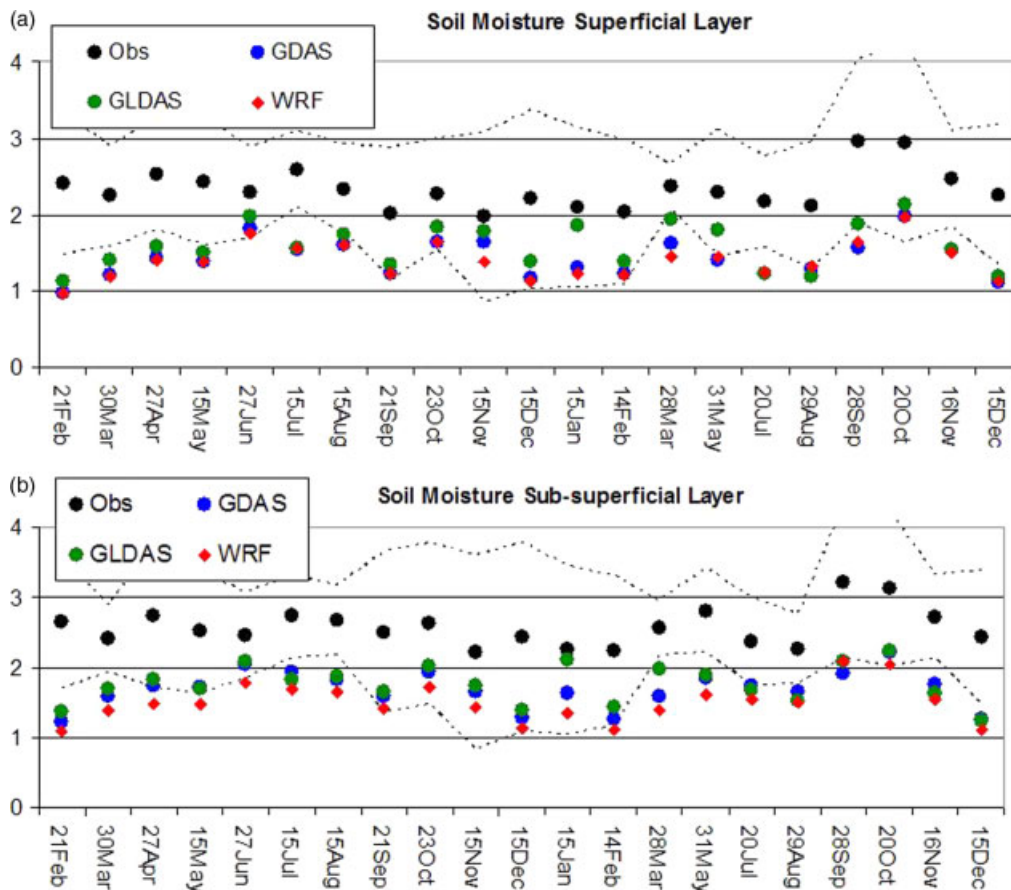 (a) Soil Moisture Superficial Layer
Obs GDAS
GLDAS WRF
4
3
2
1
0
21Feb 30Mar 27Apr 15May 27Jun 15Jul 15Aug 21Sep 23Oct 15Nov 15Dec 15Jan 14Feb 28Mar 31May 20Jul 29Aug 28Sep 20Oct 16Nov 15Dec
(b) Soil Moisture Sub-superficial Layer
Obs GDAS
GLDAS WRF
4
3
2
1
0
21Feb 30Mar 27Apr 15May 27Jun 15Jul 15Aug 21Sep 23Oct 15Nov 15Dec 15Jan 14Feb 28Mar 31May 20Jul 29Aug 28Sep 20Oct 16Nov 15Dec